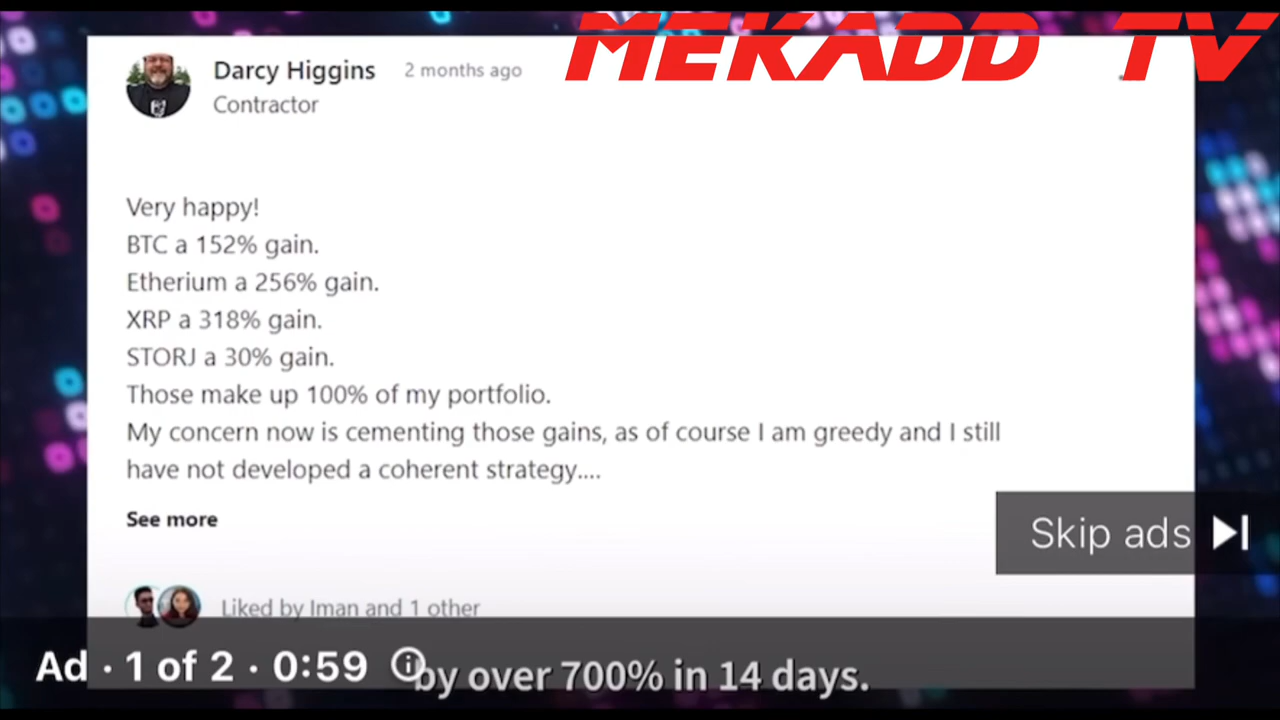 MEKADD TV
Darcy Higgins 2 months ago
Contractor
Very happy!
BTC a 152% gain.
Etherium a 256% gain.
XRP a 318% gain.
STORJ a 30% gain.
Those make up 100% of my portfolio.
My concern now is cementing those gains, as of course I am greedy and I still
have not developed a coherent strategy....
See more
Skip ads
Liked by Iman and 1 other
Ad · 1 of 2 · 0:59
by over 700% in 14 days.